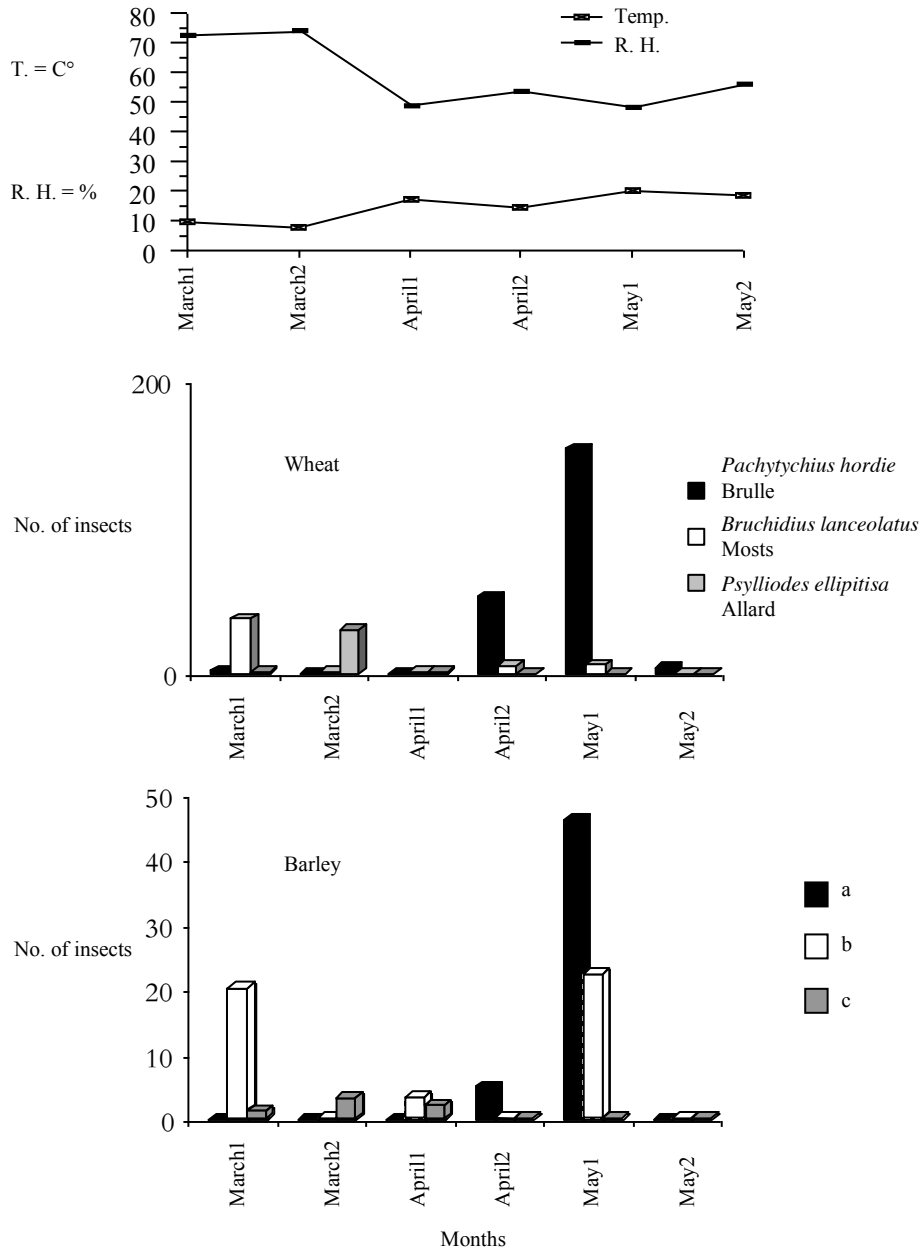 80
70
60
50
40
30
20
10
0
T. = C°
R. H. = %
Temp.
R. H.
March1
March2
April1
April2
May1
May2
200
0
Wheat
No. of insects
Pachytychius hordie
Brulle
Bruchidius lanceolatus
Mosts
Psylliodes ellipitisa
Allard
March1
March2
April1
April2
May1
May2
50
40
30
20
10
0
Barley
No. of insects
a
b
c
March1
March2
April1
April2
May1
May2
Months